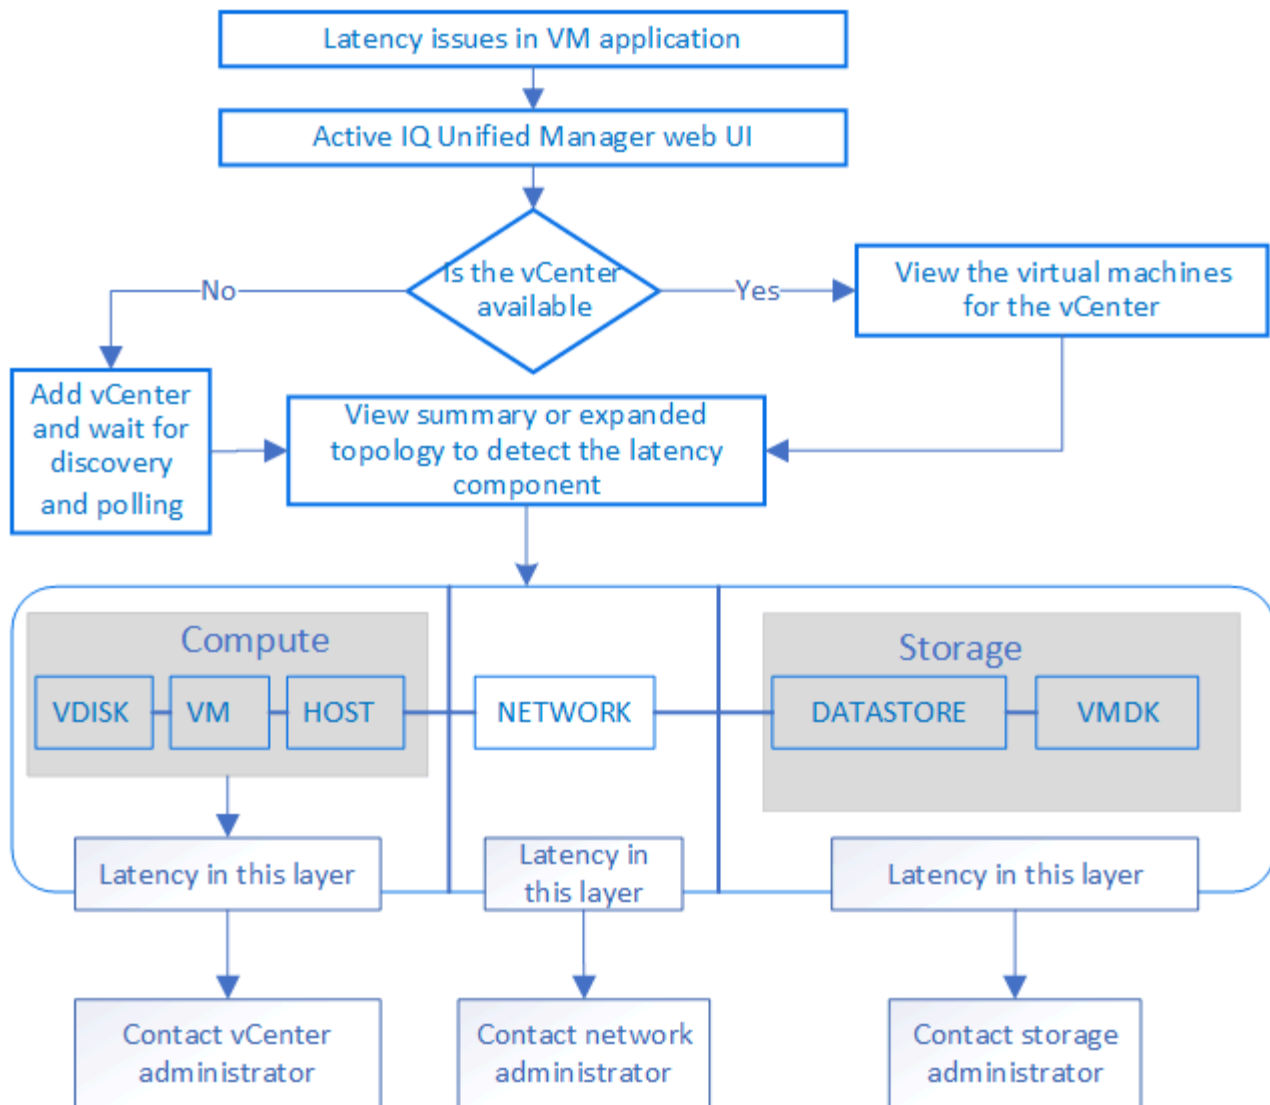 Latency issues in VM application
Active IQ Unified Manager web UI
Is the vCenter
available
No
Yes
View the virtual machines
for the vCenter
Add vCenter
and wait for
discovery
and polling
View summary or expanded
topology to detect the latency
component
Compute
Storage
VDISK
VM
HOST
NETWORK
DATASTORE
VMDK
Latency in this layer
Latency in
this layer
Latency in this layer
Contact vCenter
administrator
Contact network
administrator
Contact storage
administrator